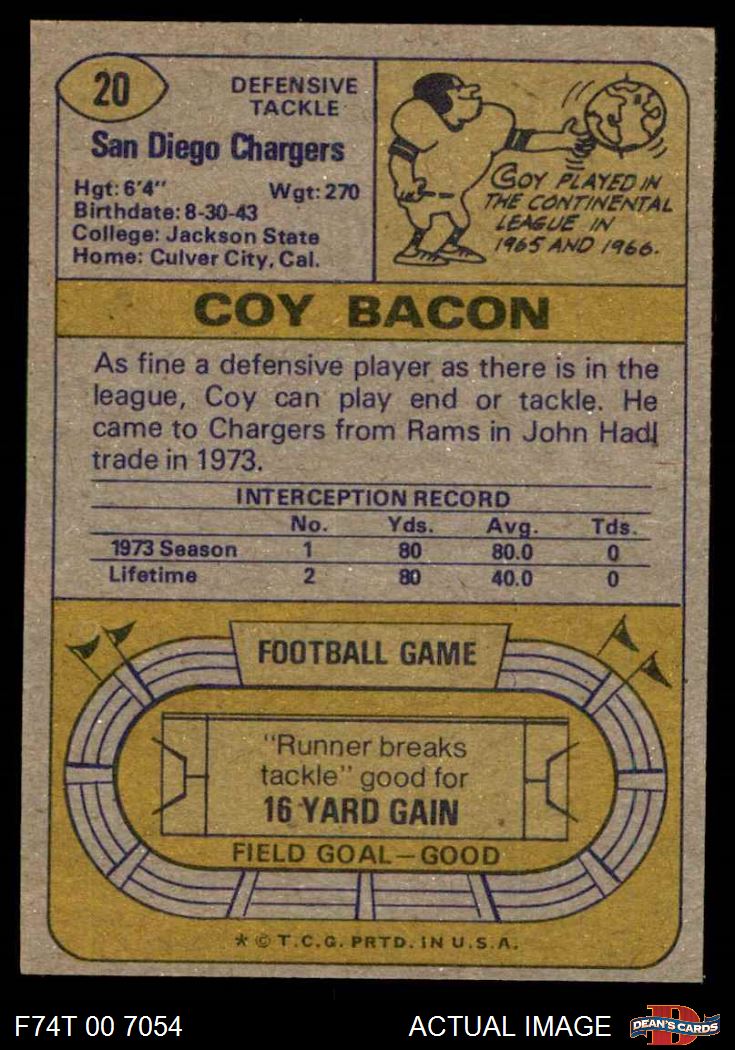 20
DEFENSIVE
TACKLE
San Diego Chargers
Hgt: 6'4" Wgt: 270
Birthdate: 8-30-43
College: Jackson State
Home: Culver City, Cal.
COY PLAYED IN
THE CONTINENTAL
LEAGUE IN
1965 AND 1966.
COY BACON
As fine a defensive player as there is in the
league, Coy can play end or tackle. He
came to Chargers from Rams in John Hadl
trade in 1973.
INTERCEPTION RECORD
No. Yds. Avg. Tds.
1973 Season 1 80 80.0 0
Lifetime 2 80 40.0 0
FOOTBALL GAME
"Runner breaks
tackle" good for
16 YARD GAIN
FIELD GOAL—GOOD
* © T.C.G. PRTD. IN U.S.A.
F74T 00 7054 ACTUAL IMAGE
D
DEAN'S CARDS